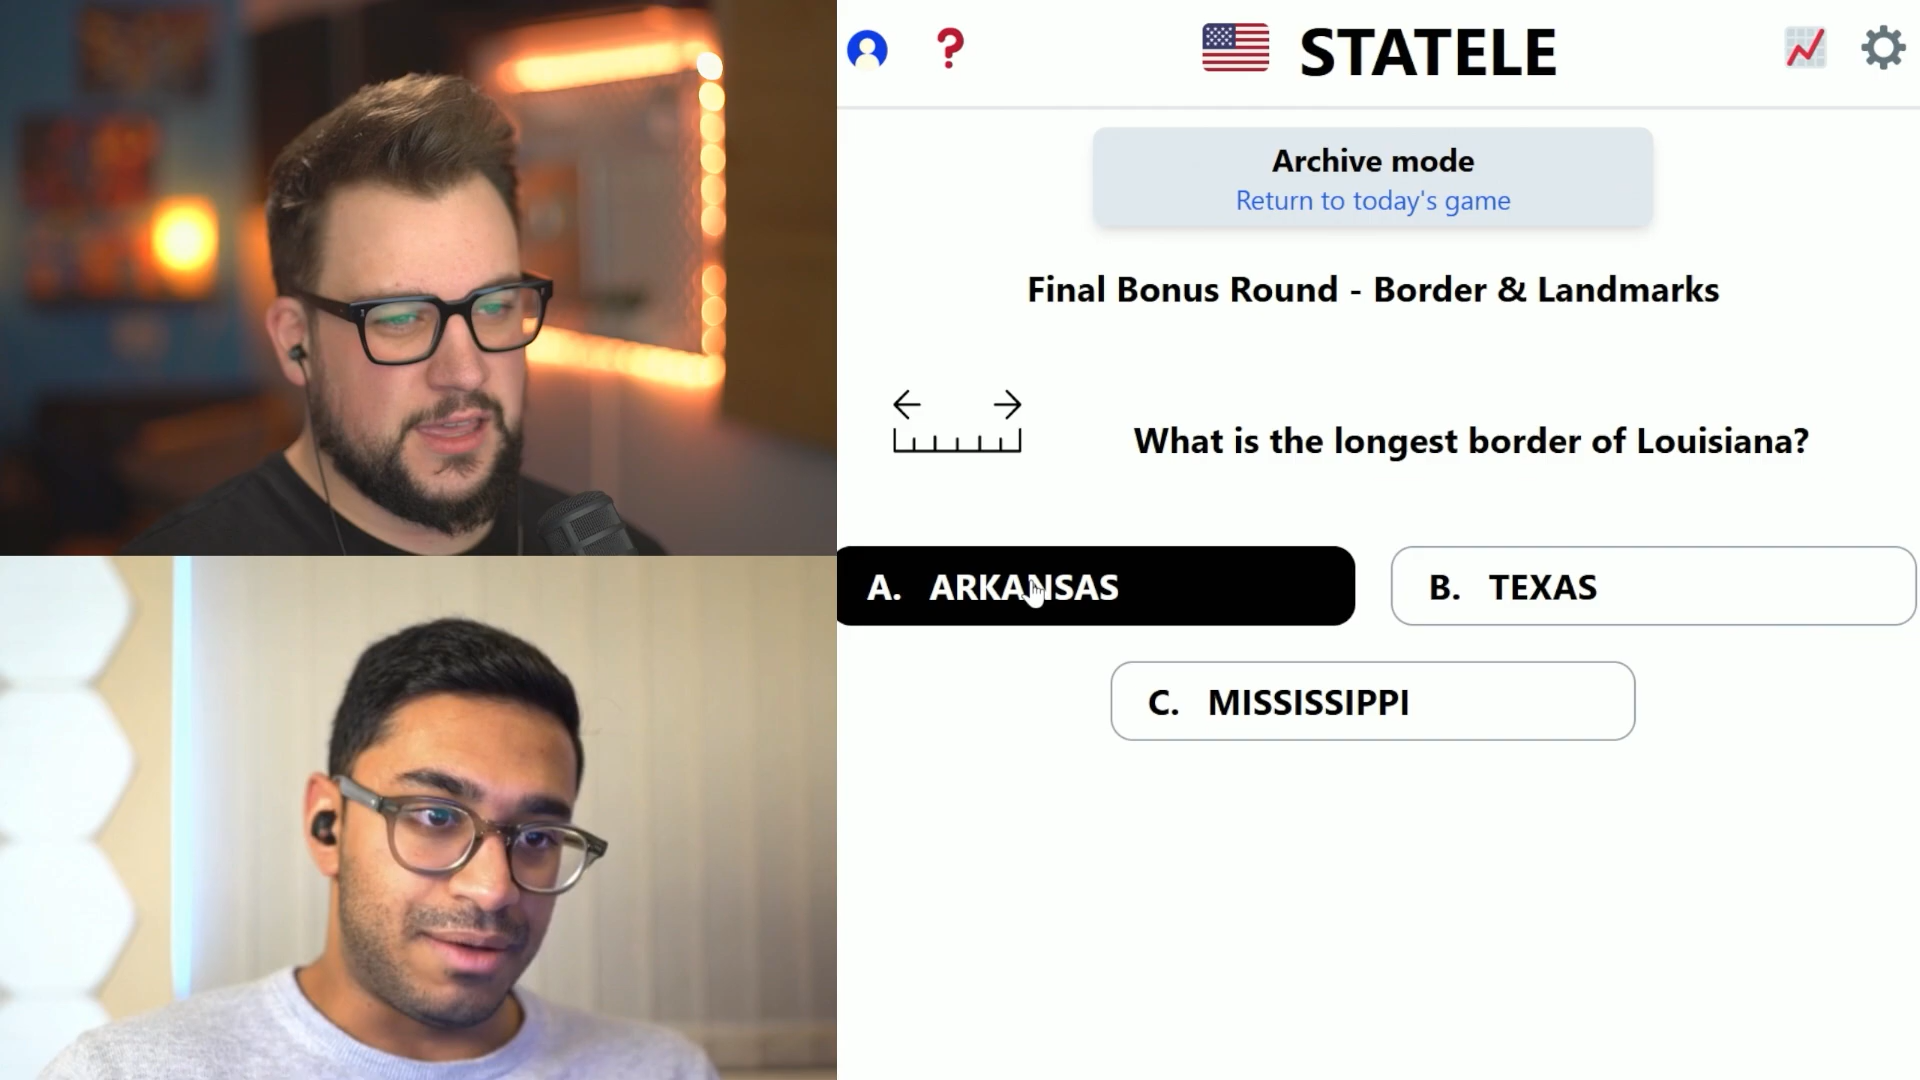 STATELE
Archive mode
Return to today's game
Final Bonus Round - Border & Landmarks
What is the longest border of Louisiana?
A. ARKANSAS
B. TEXAS
C. MISSISSIPPI